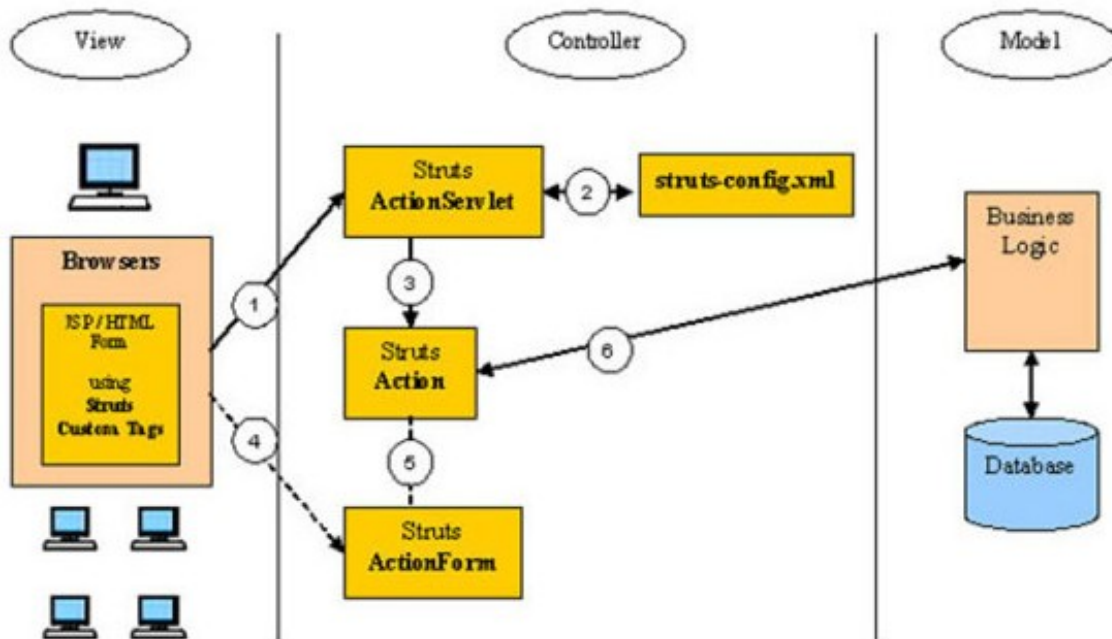 View
Controller
Model
Struts
ActionServlet
2
struts-config.xml
Business
Logic
Browsers
JSP/HTML
Form
using
Struts
Custom Tags
1
3
6
Struts
Action
4
5
Struts
ActionForm
Database